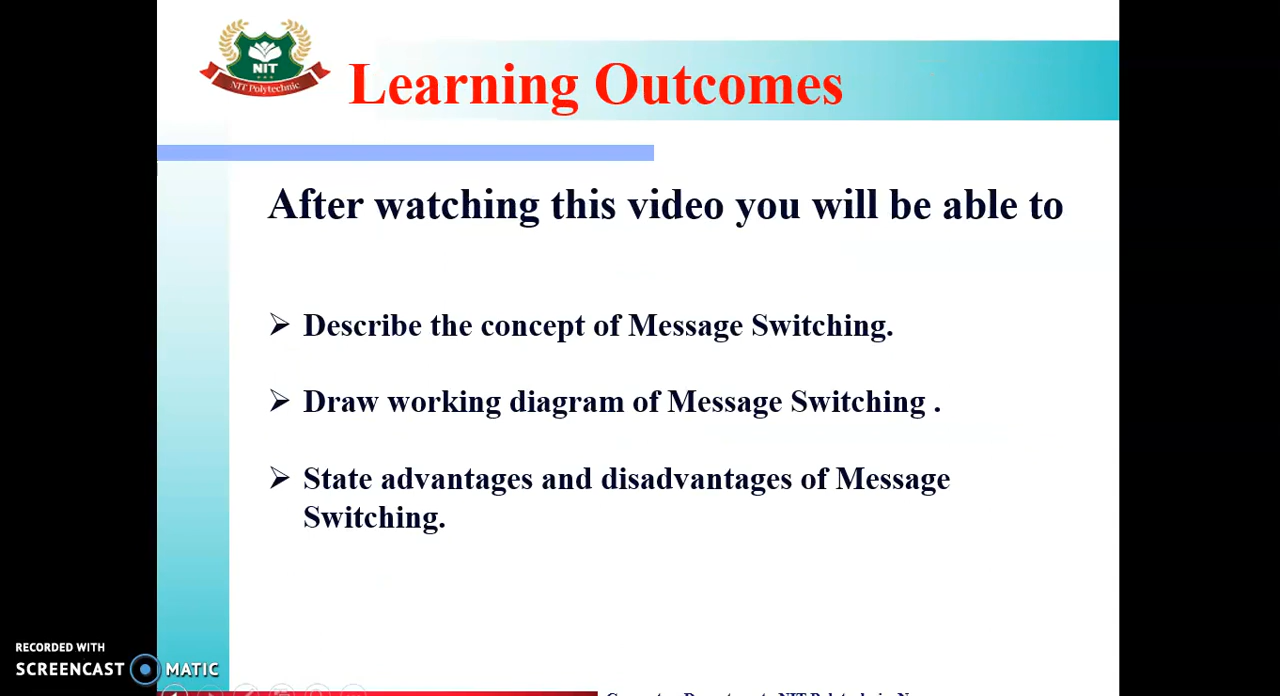 NIT
NIT Polytechnic
Learning Outcomes
After watching this video you will be able to
➢ Describe the concept of Message Switching.
➢ Draw working diagram of Message Switching .
➢ State advantages and disadvantages of Message
Switching.
RECORDED WITH
SCREENCAST MATIC